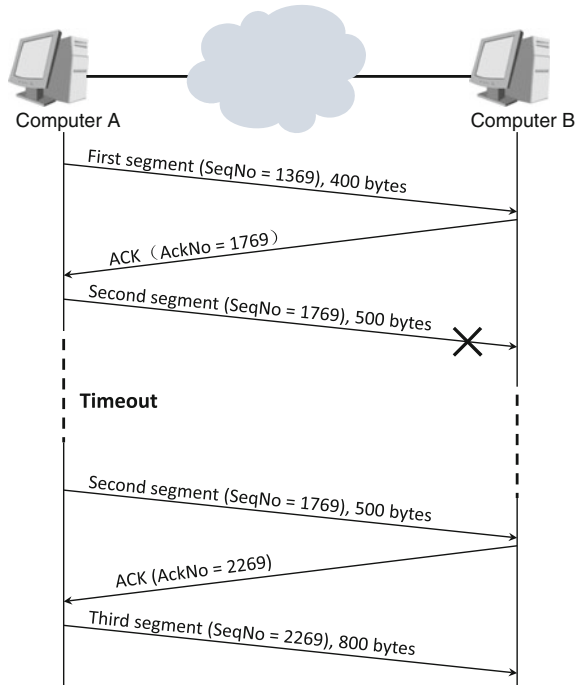 Computer A
Computer B
First segment (SeqNo = 1369), 400 bytes
ACK（AckNo = 1769）
Second segment (SeqNo = 1769), 500 bytes
Timeout
Second segment (SeqNo = 1769), 500 bytes
ACK (AckNo = 2269)
Third segment (SeqNo = 2269), 800 bytes